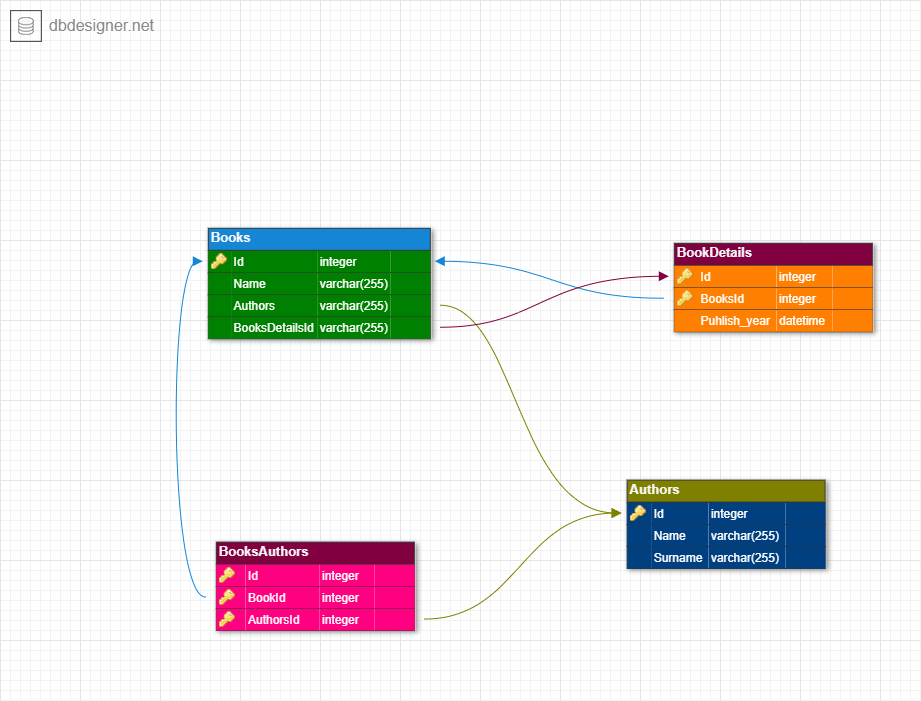 dbdesigner.net
Books
Id integer
Name varchar(255)
Authors varchar(255)
BooksDetailsId varchar(255)
BookDetails
Id integer
BooksId integer
Puhlish_year datetime
Authors
Id integer
Name varchar(255)
Surname varchar(255)
BooksAuthors
Id integer
BookId integer
AuthorsId integer